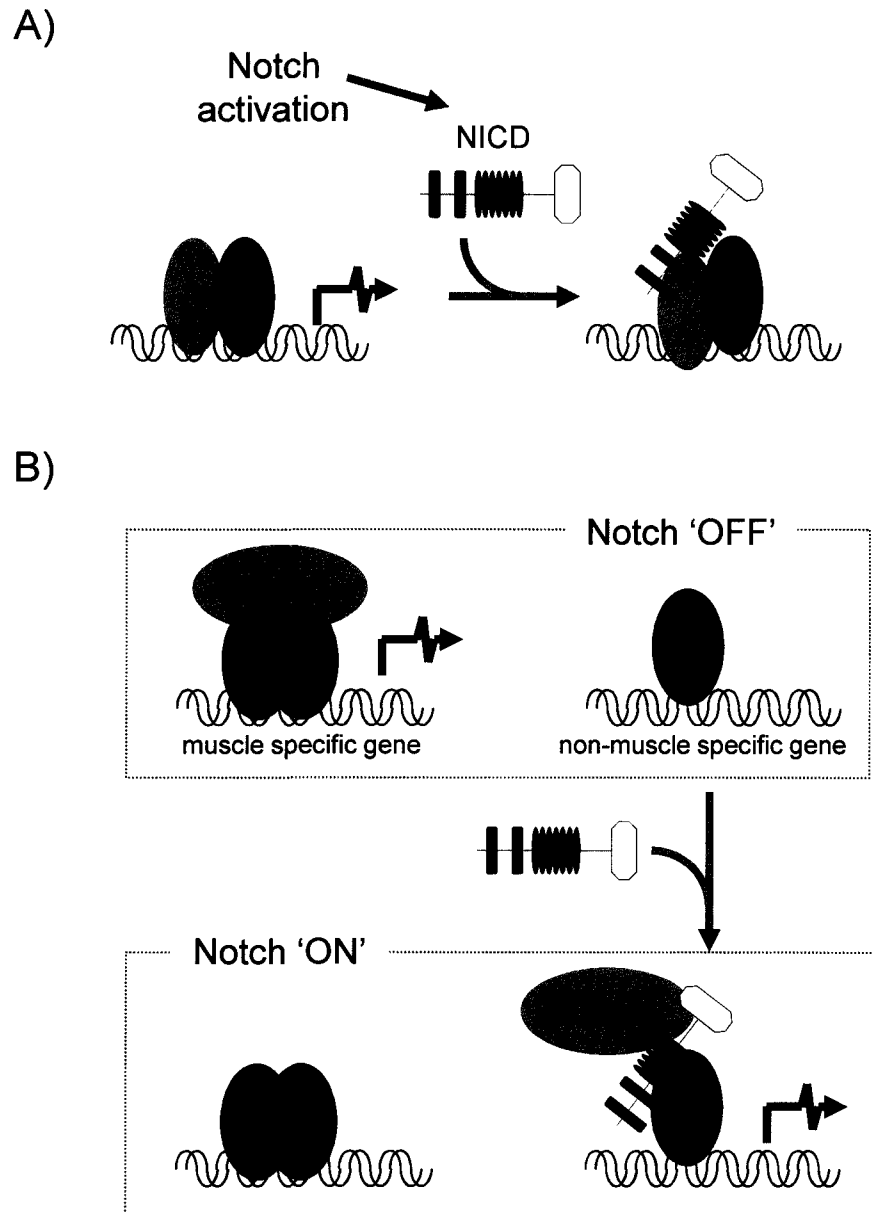 A)
Notch
activation
NICD
B)
Notch 'OFF'
muscle specific gene
non-muscle specific gene
Notch 'ON'